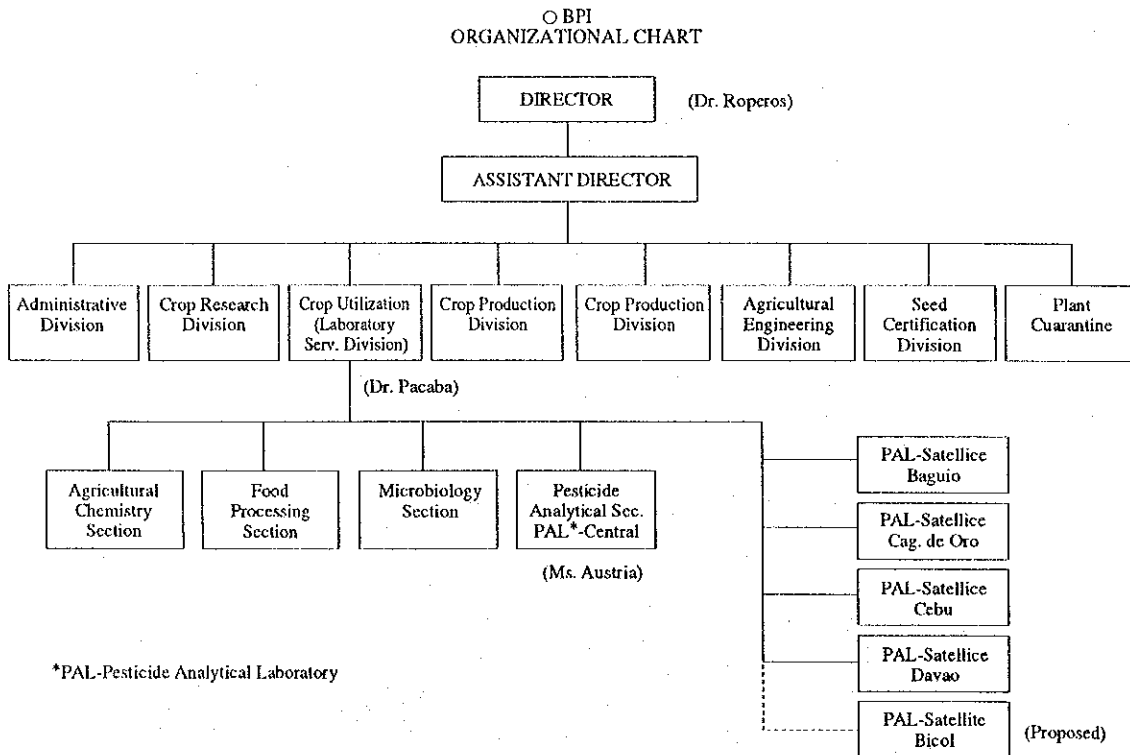 ○ BPI
ORGANIZATIONAL CHART
DIRECTOR
(Dr. Roperos)
ASSISTANT DIRECTOR
Administrative
Division
Crop Research
Division
Crop Utilization
(Laboratory
Serv. Division)
Crop Production
Division
Crop Production
Division
Agricultural
Engineering
Division
Seed
Certification
Division
Plant
Cuarantine
(Dr. Pacaba)
Agricultural
Chemistry
Section
Food
Processing
Section
Microbiology
Section
Pesticide
Analytical Sec.
PAL*-Central
(Ms. Austria)
PAL-Satellice
Baguio
PAL-Satellice
Cag. de Oro
PAL-Satellice
Cebu
PAL-Satellice
Davao
PAL-Satellite
Bicol
(Proposed)
*PAL-Pesticide Analytical Laboratory